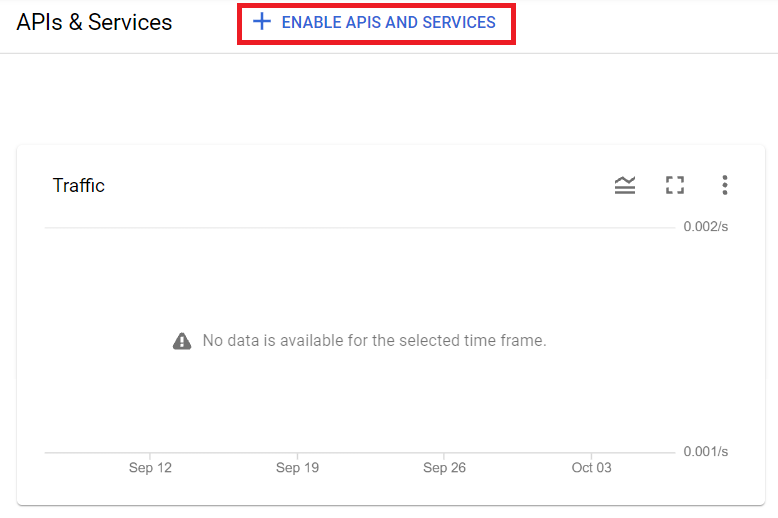 APIs & Services
ENABLE APIS AND SERVICES
Traffic
0.002/s
No data is available for the selected time frame.
0.001/s
Sep 12
Sep 19
Sep 26
Oct 03